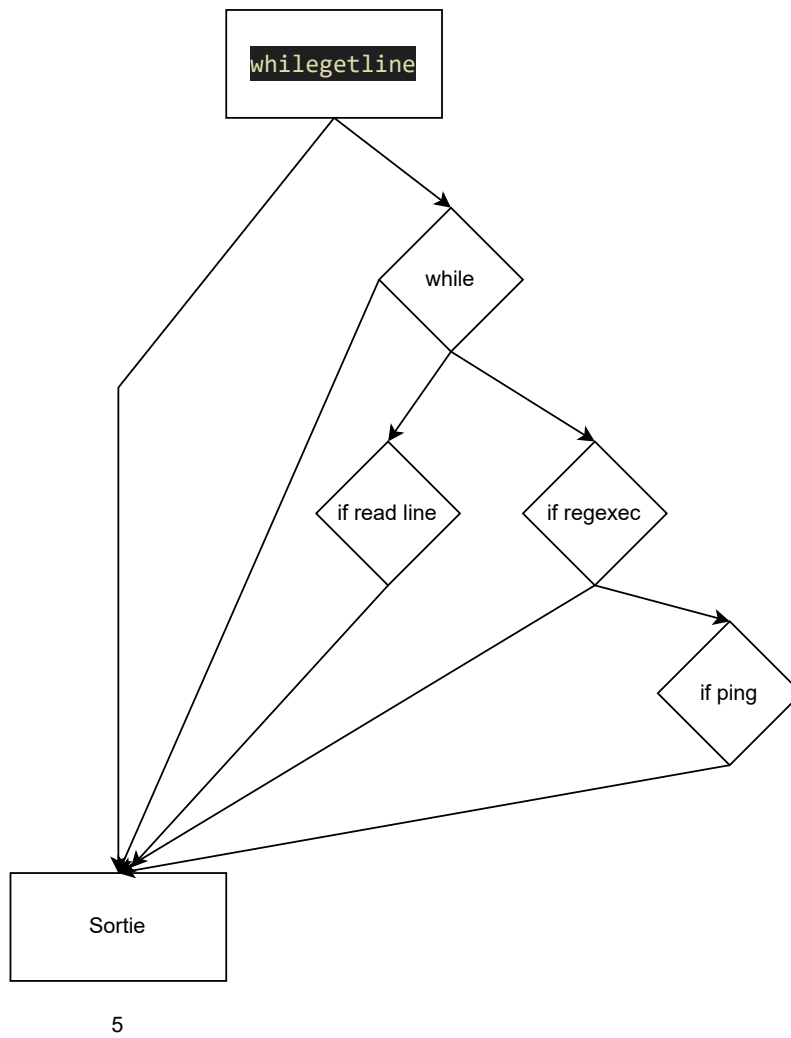 whilegetline
while
if read line
if regexec
if ping
Sortie
5